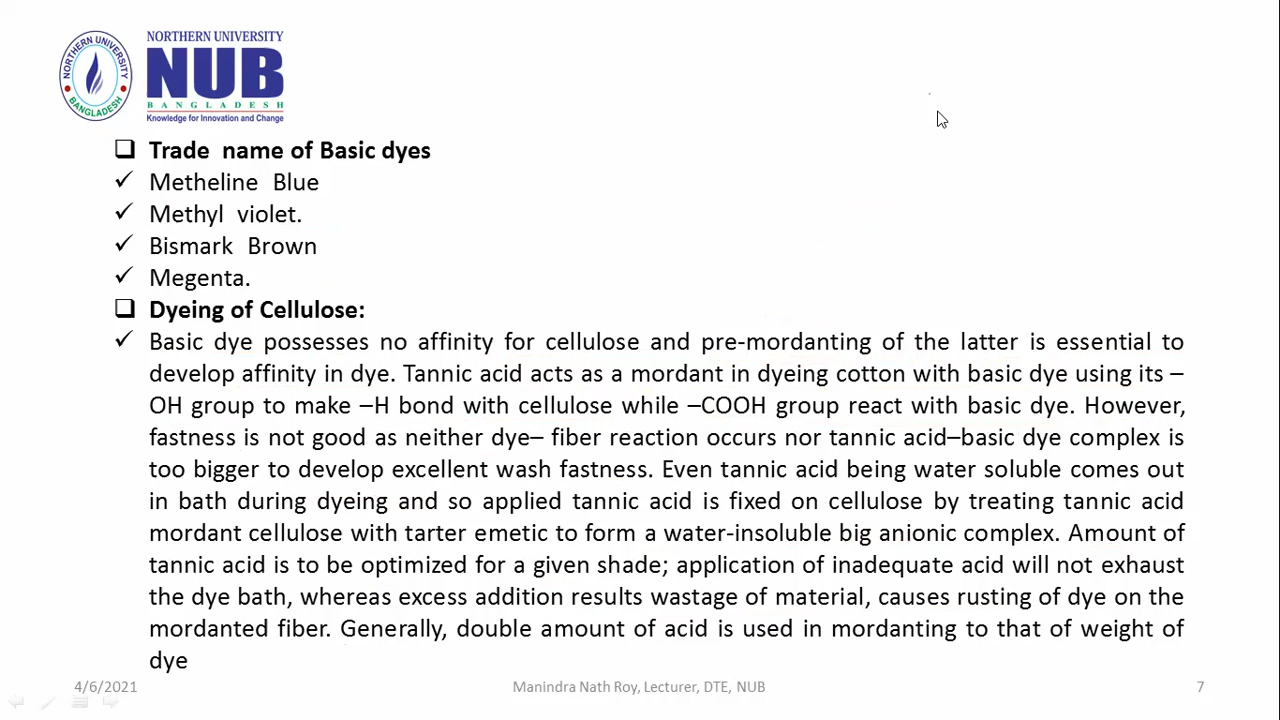 NORTHERN UNIVERSITY
BANGLADESH
NORTHERN UNIVERSITY
NUB
BANGLADESH
Knowledge for Innovation and Change
Trade name of Basic dyes
Metheline Blue
Methyl violet.
Bismark Brown
Megenta.
Dyeing of Cellulose:
Basic dye possesses no affinity for cellulose and pre-mordanting of the latter is essential to
develop affinity in dye. Tannic acid acts as a mordant in dyeing cotton with basic dye using its –
OH group to make –H bond with cellulose while –COOH group react with basic dye. However,
fastness is not good as neither dye– fiber reaction occurs nor tannic acid–basic dye complex is
too bigger to develop excellent wash fastness. Even tannic acid being water soluble comes out
in bath during dyeing and so applied tannic acid is fixed on cellulose by treating tannic acid
mordant cellulose with tarter emetic to form a water-insoluble big anionic complex. Amount of
tannic acid is to be optimized for a given shade; application of inadequate acid will not exhaust
the dye bath, whereas excess addition results wastage of material, causes rusting of dye on the
mordanted fiber. Generally, double amount of acid is used in mordanting to that of weight of
dye
4/6/2021
Manindra Nath Roy, Lecturer, DTE, NUB
7